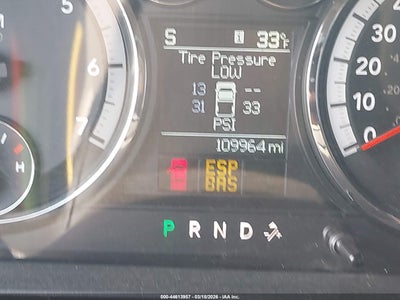 S i 33°F
Tire Pressure
LOW
13 --
31 33
PSI
109964 mi
ESP
BAS
P R N D
6
7
H
40
30
20
10
0
000-44613957 - 03/18/2026 - IAA Inc.